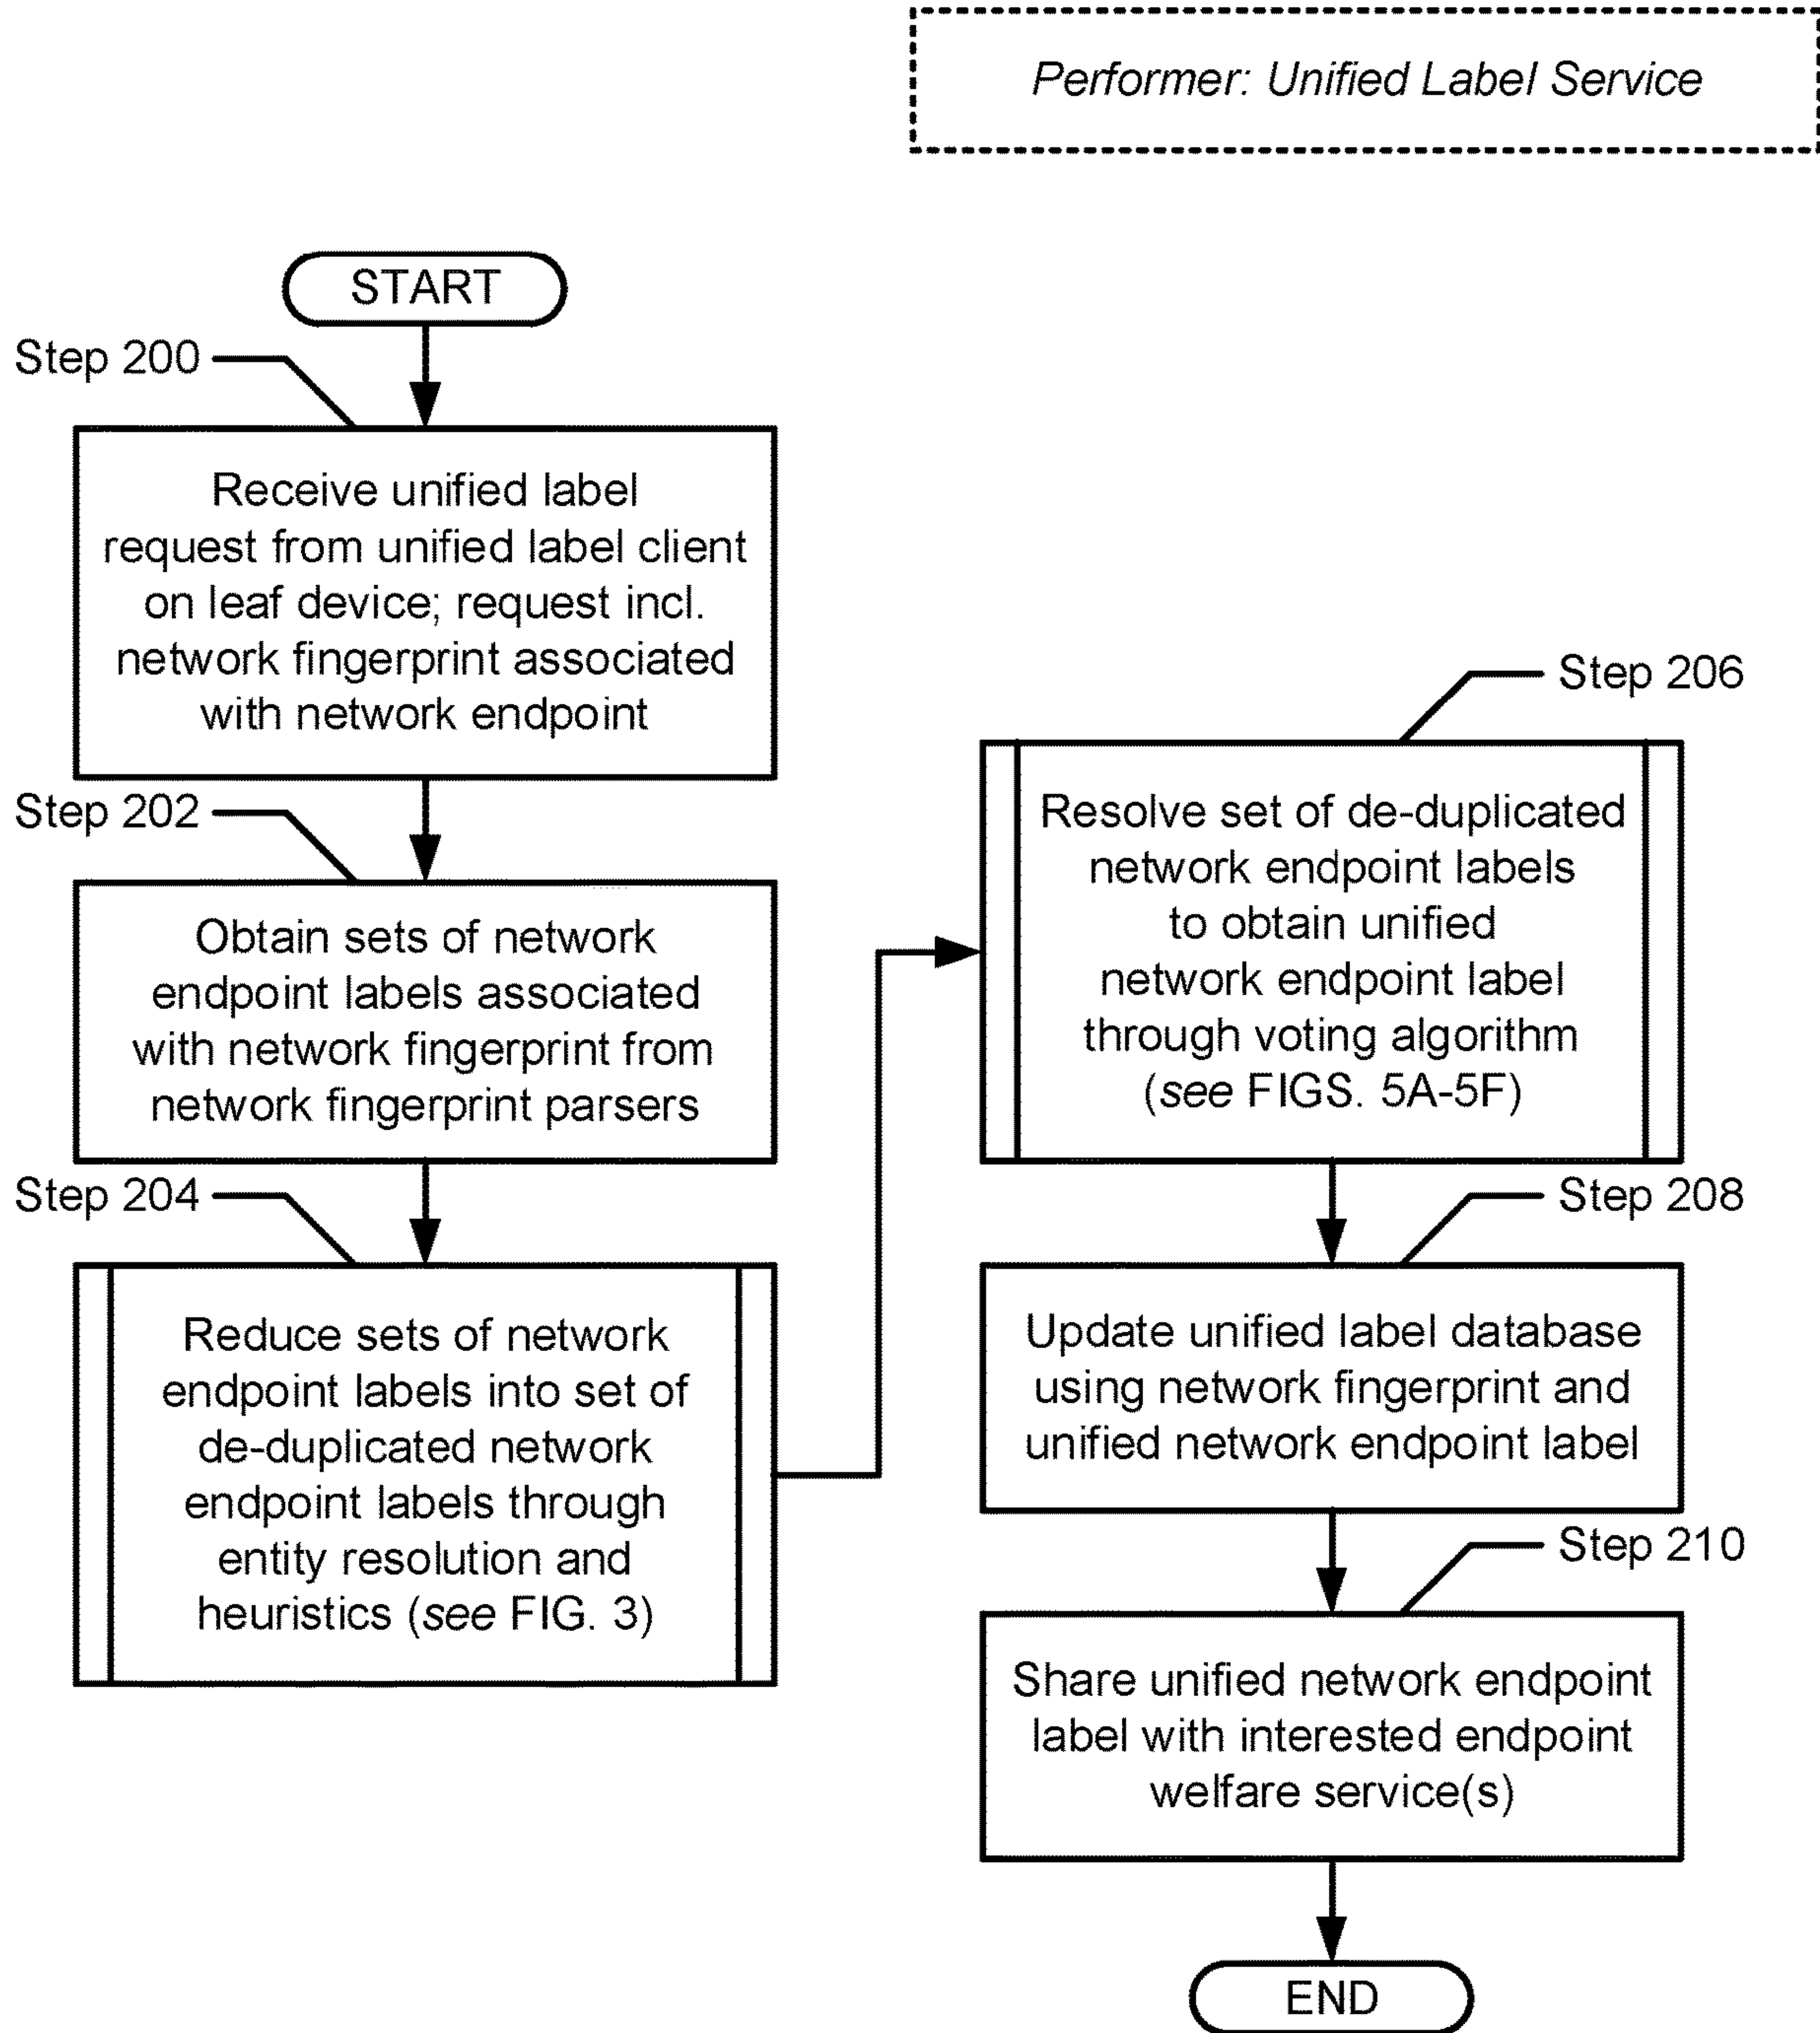 Performer: Unified Label Service
START
Step 200
Receive unified label
request from unified label client
on leaf device; request incl.
network fingerprint associated
with network endpoint
Step 202
Obtain sets of network
endpoint labels associated
with network fingerprint from
network fingerprint parsers
Step 204
Reduce sets of network
endpoint labels into set of
de-duplicated network
endpoint labels through
entity resolution and
heuristics (see FIG. 3)
Step 206
Resolve set of de-duplicated
network endpoint labels
to obtain unified
network endpoint label
through voting algorithm
(see FIGS. 5A-5F)
Step 208
Update unified label database
using network fingerprint and
unified network endpoint label
Step 210
Share unified network endpoint
label with interested endpoint
welfare service(s)
END